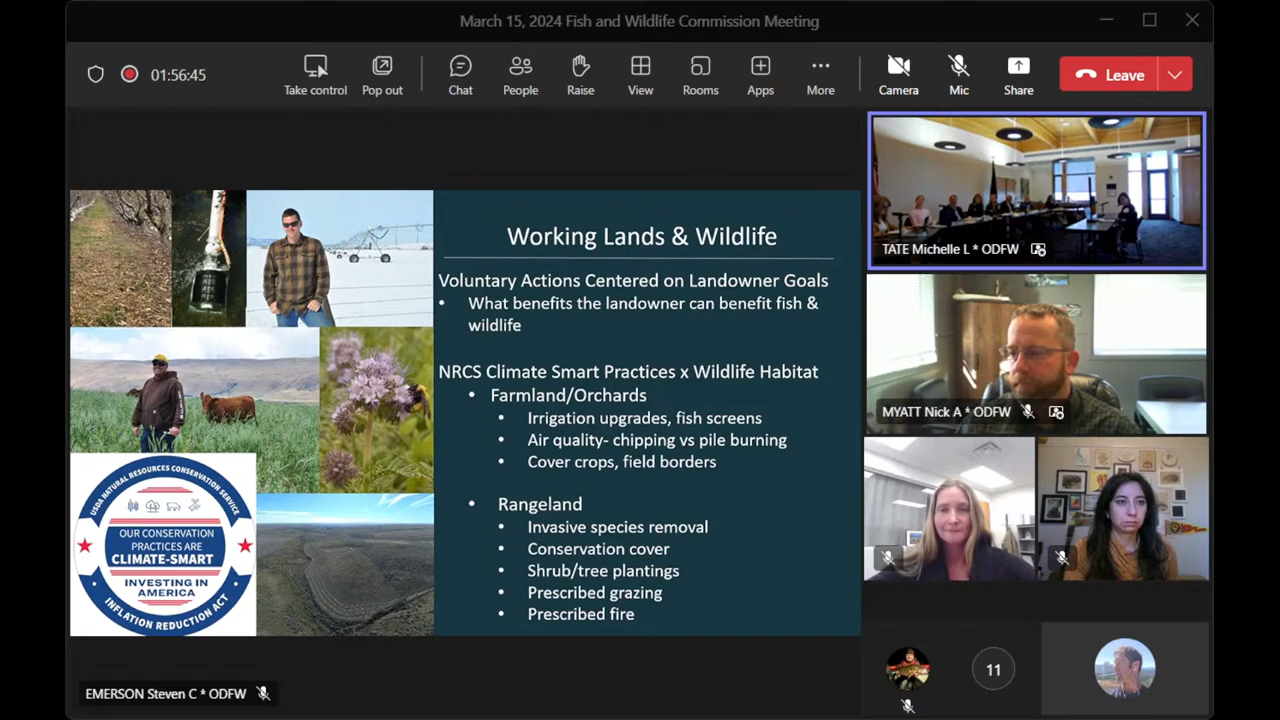 March 15, 2024 Fish and Wildlife Commission Meeting
01:56:45
Take control
Pop out
Chat
People
Raise
View
Rooms
Apps
More
Camera
Mic
Share
Leave
Working Lands & Wildlife
Voluntary Actions Centered on Landowner Goals
• What benefits the landowner can benefit fish &
wildlife
NRCS Climate Smart Practices x Wildlife Habitat
• Farmland/Orchards
• Irrigation upgrades, fish screens
• Air quality- chipping vs pile burning
• Cover crops, field borders
• Rangeland
• Invasive species removal
• Conservation cover
• Shrub/tree plantings
• Prescribed grazing
• Prescribed fire
USDA NATURAL RESOURCES CONSERVATION SERVICE
OUR CONSERVATION
PRACTICES ARE
CLIMATE-SMART
INVESTING IN
AMERICA
INFLATION REDUCTION ACT
TATE Michelle L * ODFW
MYATT Nick A * ODFW
11
EMERSON Steven C * ODFW